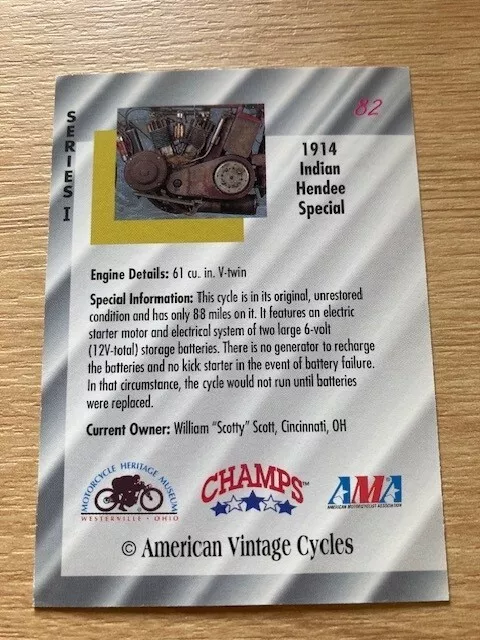 82
SERIES I
1914
Indian
Hendee
Special
Engine Details: 61 cu. in. V-twin
Special Information: This cycle is in its original, unrestored
condition and has only 88 miles on it. It features an electric
starter motor and electrical system of two large 6-volt
(12V-total) storage batteries. There is no generator to recharge
the batteries and no kick starter in the event of battery failure.
In that circumstance, the cycle would not run until batteries
were replaced.
Current Owner: William "Scotty" Scott, Cincinnati, OH
MOTORCYCLE HERITAGE MUSEUM
WESTERVILLE • OHIO
CHAMPS™
AMA
AMERICAN MOTORCYCLIST ASSOCIATION
© American Vintage Cycles